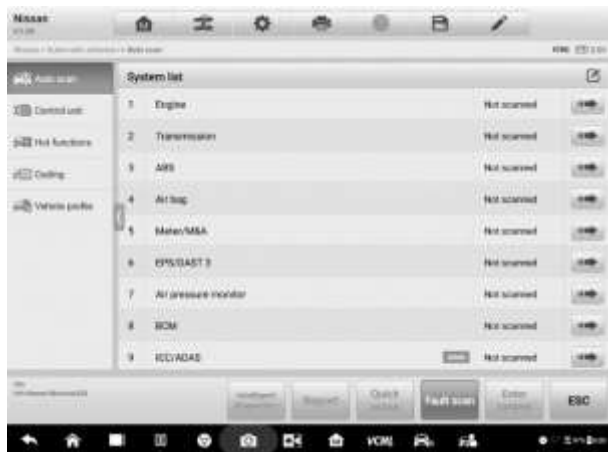 Nissan
Auto scan
System list
Control unit
Hot functions
Coding
Vehicle profile
1 Engine Not scanned
2 Transmission Not scanned
3 ABS Not scanned
4 Air bag Not scanned
5 Meter/M&A Not scanned
6 EPS/DAST 3 Not scanned
7 Air pressure monitor Not scanned
8 BCM Not scanned
9 ICC/ADAS Not scanned
Report
Quick
Fault scan
Enter
ESC
VCMI